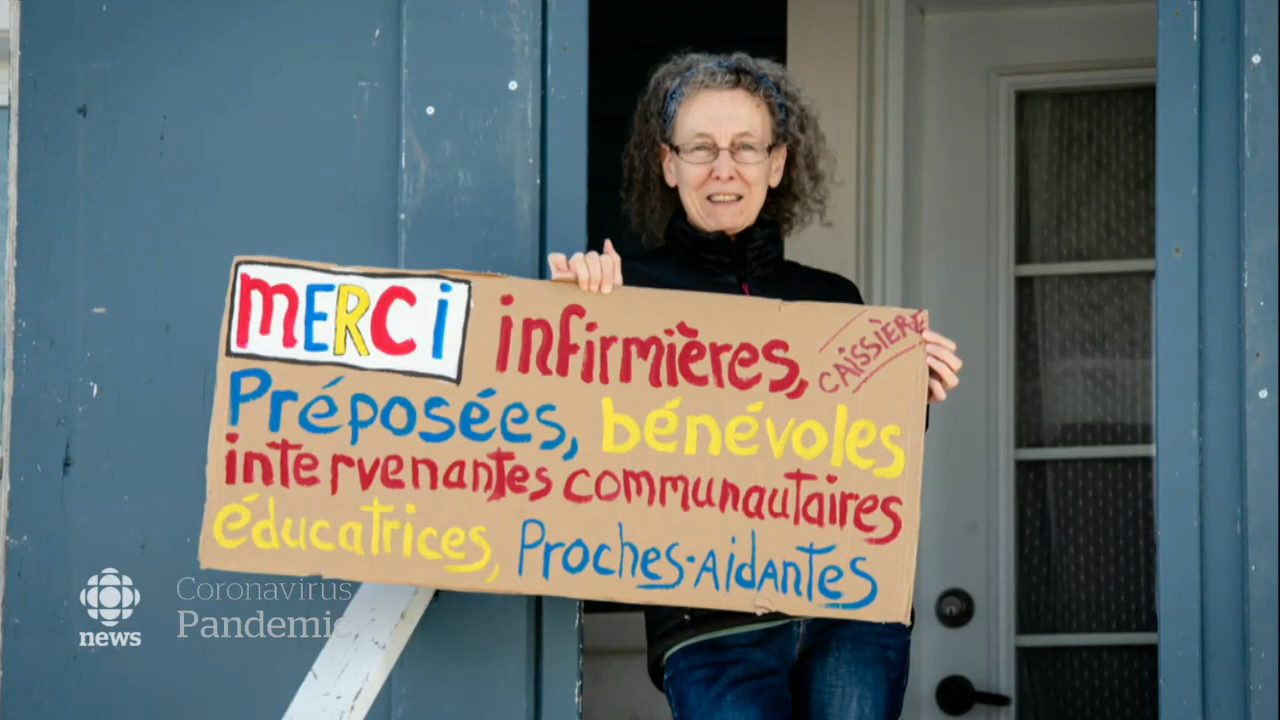 MERCi infirmières, CAISSIÈRE
Préposées, bénévoles
intervenantes communautaires
éducatrices, Proches-Aidantes
Coronavirus
Pandemic
news